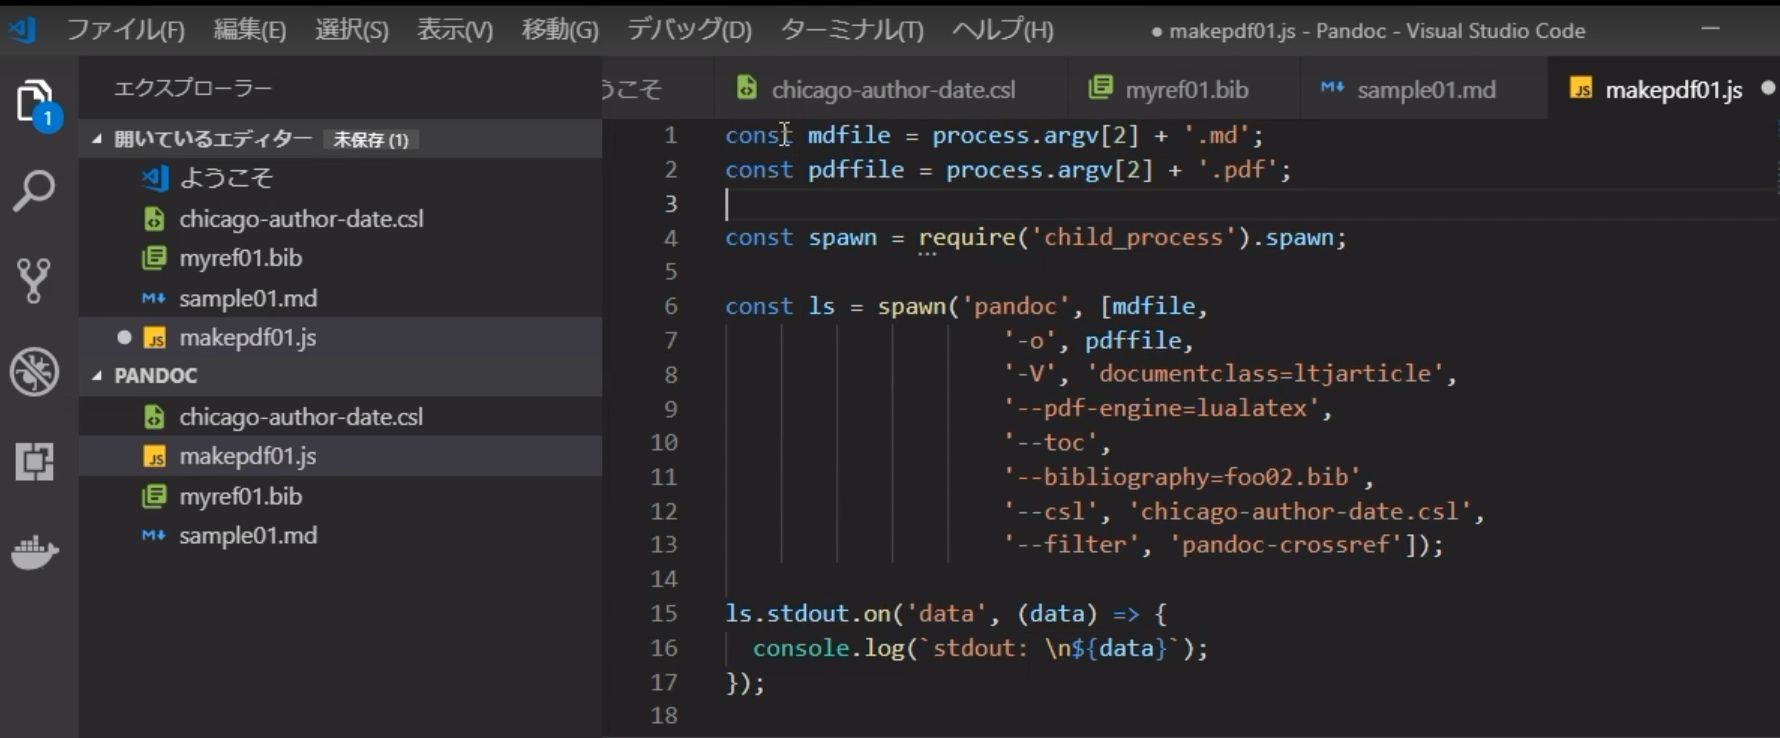 ファイル(F) 編集(E) 選択(S) 表示(V) 移動(G) デバッグ(D) ターミナル(T) ヘルプ(H) ● makepdf01.js - Pandoc - Visual Studio Code
エクスプローラー
うこそ chicago-author-date.csl myref01.bib M↓ sample01.md JS makepdf01.js ●
1
開いているエディター 未保存 (1)
ようこそ
chicago-author-date.csl
myref01.bib
M↓ sample01.md
● JS makepdf01.js
PANDOC
chicago-author-date.csl
JS makepdf01.js
myref01.bib
M↓ sample01.md
1 const mdfile = process.argv[2] + '.md';
2 const pdffile = process.argv[2] + '.pdf';
3
4 const spawn = require('child_process').spawn;
5
6 const ls = spawn('pandoc', [mdfile,
7 '-o', pdffile,
8 '-V', 'documentclass=ltjarticle',
9 '--pdf-engine=lualatex',
10 '--toc',
11 '--bibliography=foo02.bib',
12 '--csl', 'chicago-author-date.csl',
13 '--filter', 'pandoc-crossref']);
14
15 ls.stdout.on('data', (data) => {
16 console.log(`stdout: \n${data}`);
17 });
18